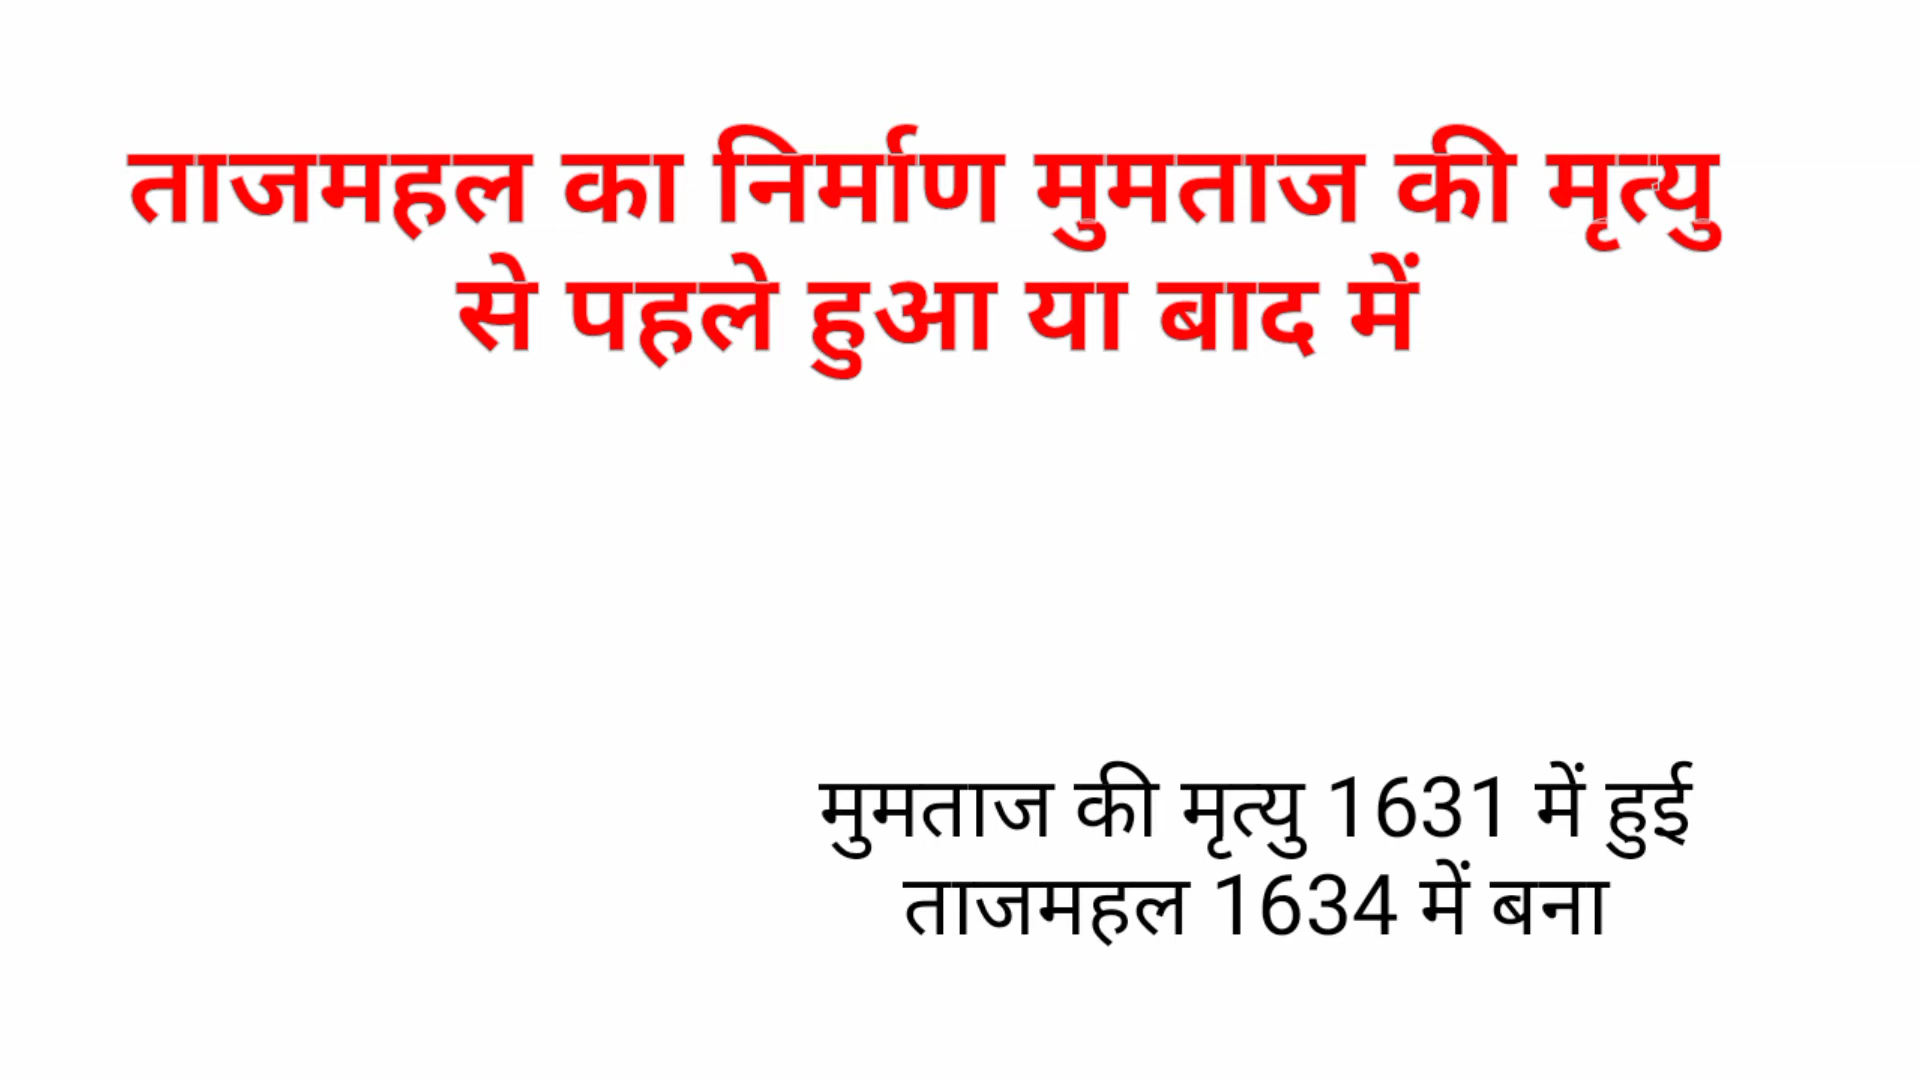 ताजमहल का निर्माण मुमताज की मृत्यु
से पहले हुआ या बाद में
मुमताज की मृत्यु 1631 में हुई
ताजमहल 1634 में बना